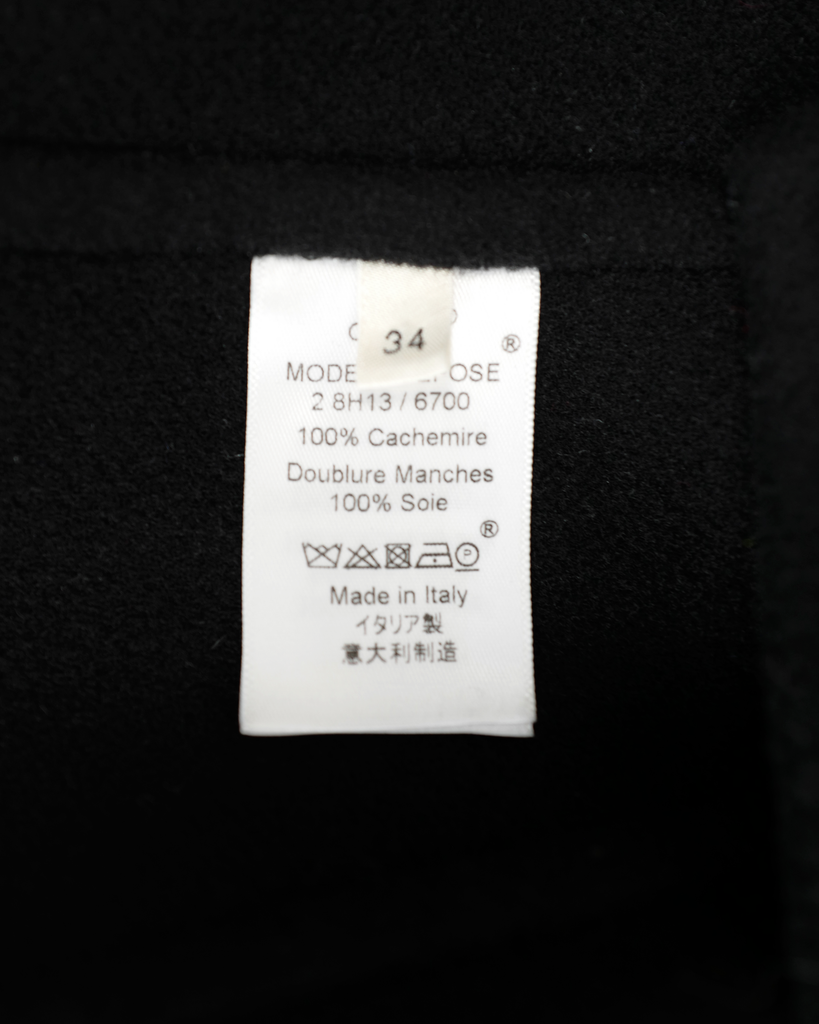 34
®
MODE
OSE
2 8H13 / 6700
100% Cachemire
Doublure Manches
100% Soie
®
P
Made in Italy
イタリア製
意大利制造